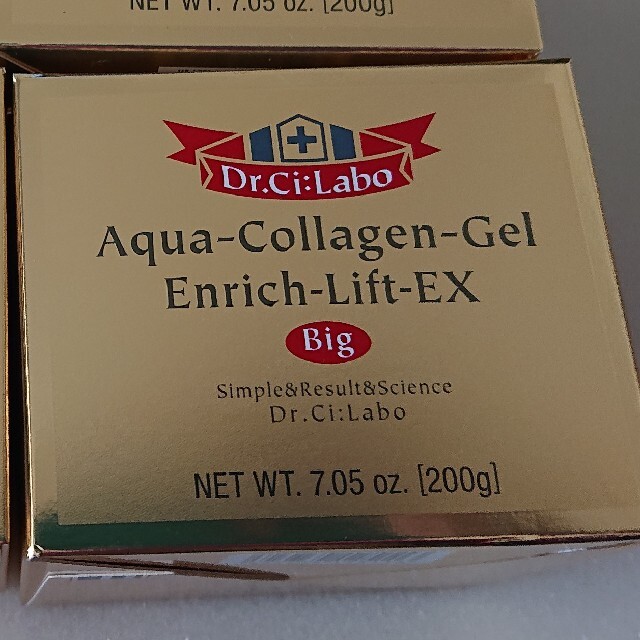 NET WT. 7.05 oz. [200g]
Dr.Ci:Labo
Aqua-Collagen-Gel
Enrich-Lift-EX
Big
Simple&Result&Science
Dr.Ci:Labo
NET WT. 7.05 oz. [200g]